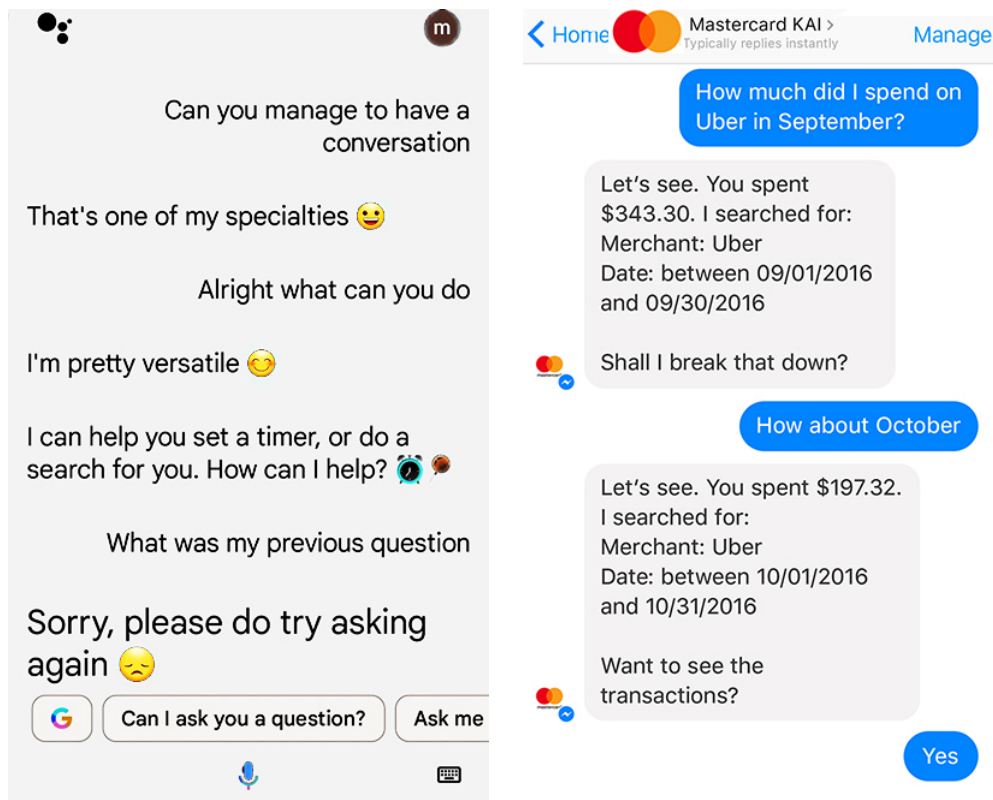 m
Can you manage to have a
conversation
That's one of my specialties 😀
Alright what can you do
I'm pretty versatile 😊
I can help you set a timer, or do a
search for you. How can I help? ⏰
What was my previous question
Sorry, please do try asking
again 😞
G
Can I ask you a question?
Ask me
Home
Mastercard KAI >
Typically replies instantly
Manage
How much did I spend on
Uber in September?
Let's see. You spent
$343.30. I searched for:
Merchant: Uber
Date: between 09/01/2016
and 09/30/2016
Shall I break that down?
How about October
Let's see. You spent $197.32.
I searched for:
Merchant: Uber
Date: between 10/01/2016
and 10/31/2016
Want to see the
transactions?
Yes